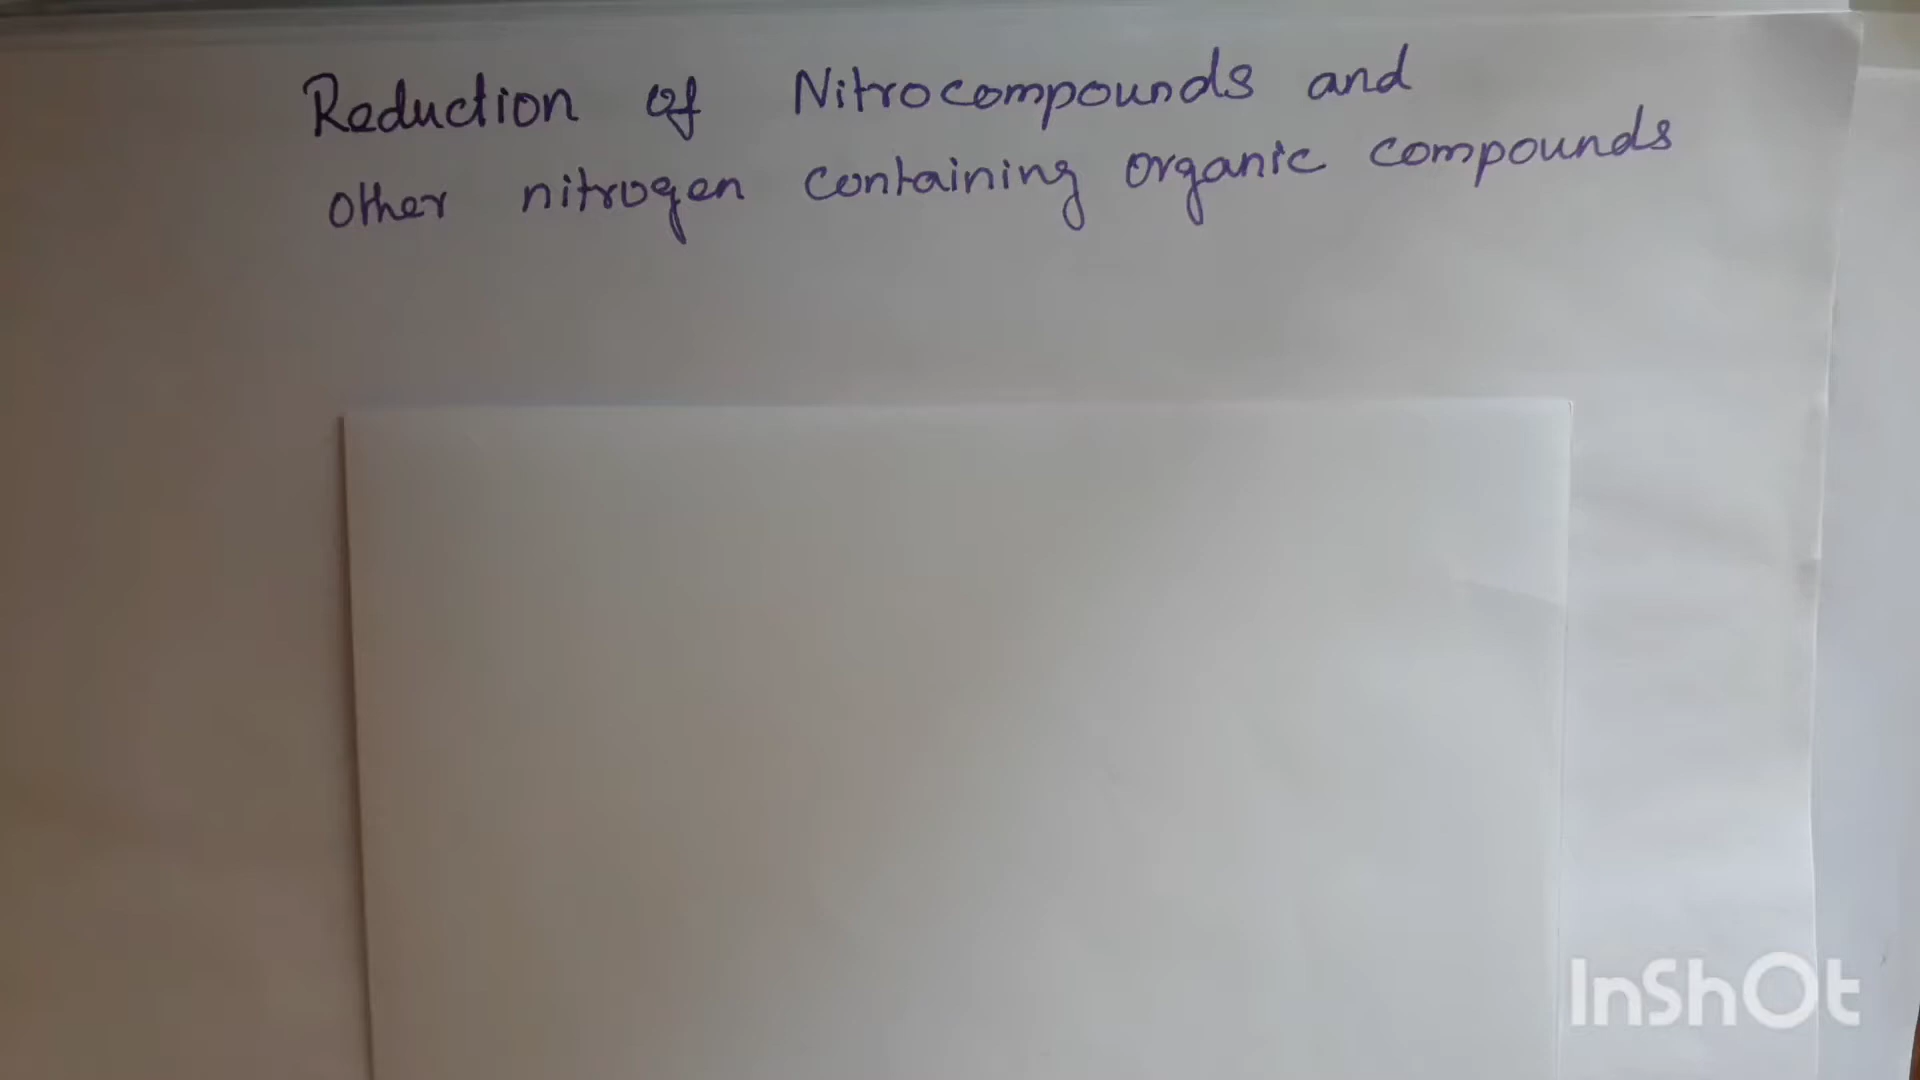 Reduction of Nitrocompounds and
other nitrogen containing organic compounds
InShOt